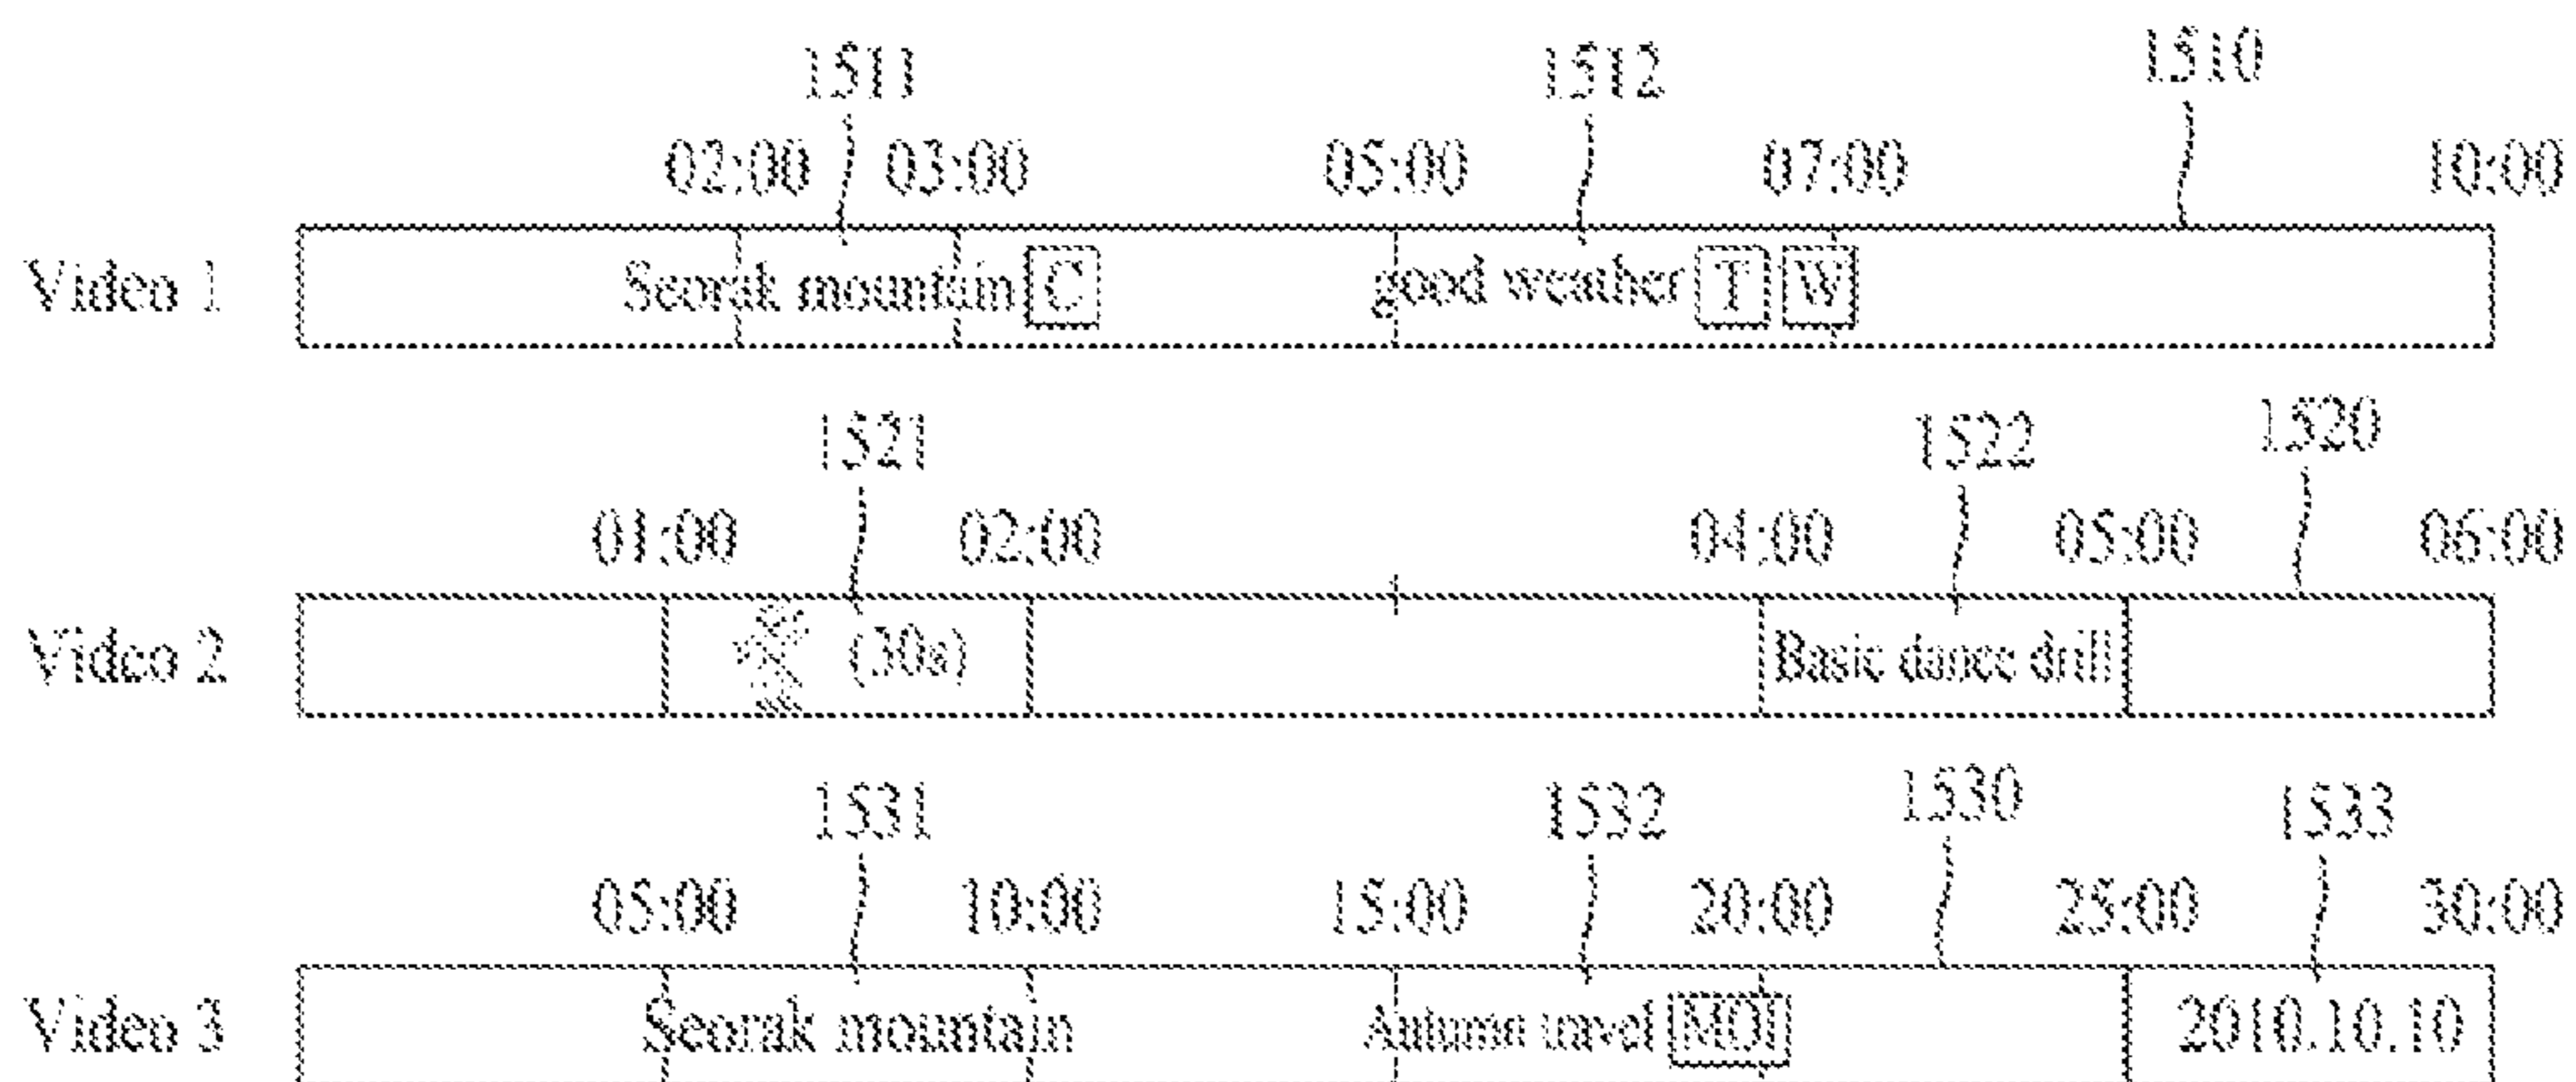 1511 1512 1510
02:00 03:00 05:00 07:00 10:00
Video 1 Seorak mountain C good weather T W
1521 1522 1520
01:00 02:00 04:00 05:00 06:00
Video 2 (30s) Basic dance drill
1531 1532 1530 1533
05:00 10:00 15:00 20:00 25:00 30:00
Video 3 Seorak mountain Autumn travel MOI 2010.10.10